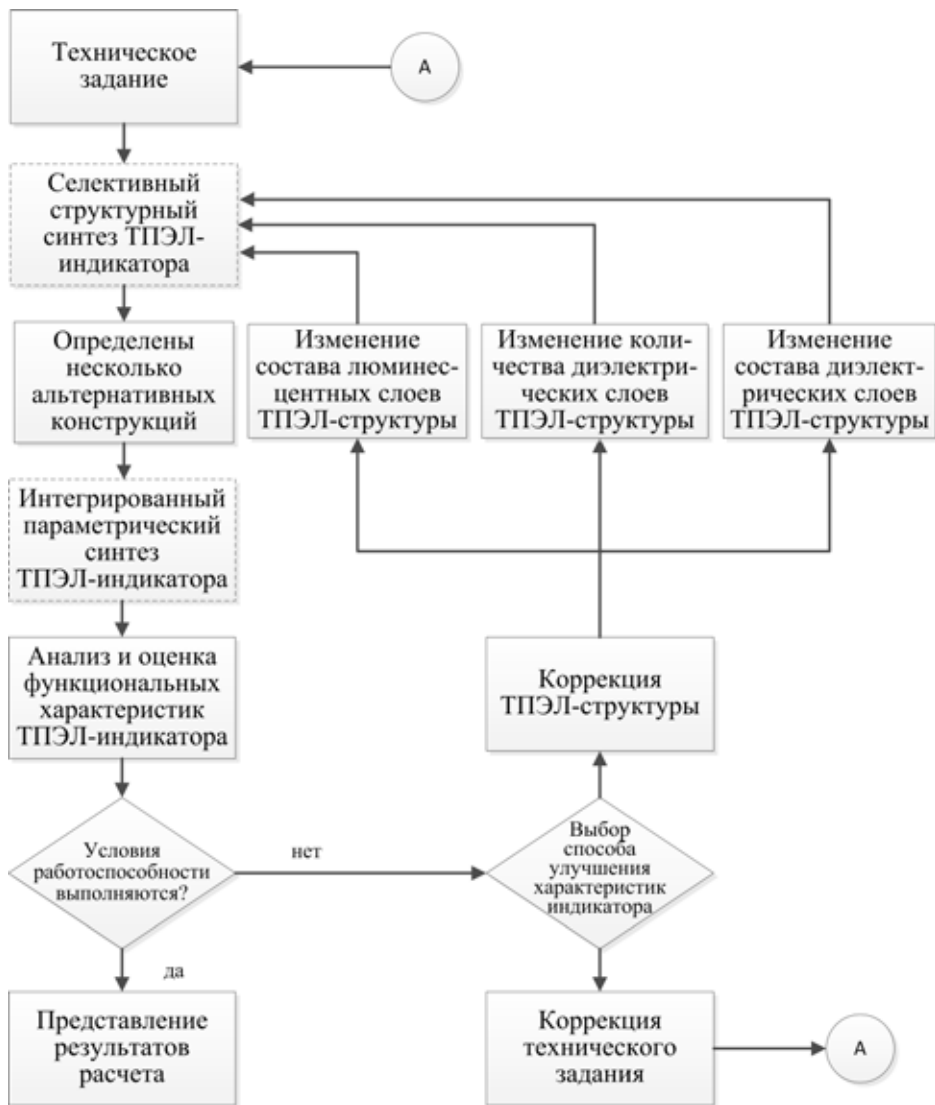 Техническое
задание
А
Селективный
структурный
синтез ТПЭЛ-
индикатора
Определены
несколько
альтернативных
конструкций
Изменение
состава люминес-
центных слоев
ТПЭЛ-структуры
Изменение коли-
чества диэлектри-
ческих слоев
ТПЭЛ-структуры
Изменение
состава диэлект-
рических слоев
ТПЭЛ-структуры
Интегрированный
параметрический
синтез
ТПЭЛ-индикатора
Анализ и оценка
функциональных
характеристик
ТПЭЛ-индикатора
Коррекция
ТПЭЛ-структуры
Условия
работоспособности
выполняются?
нет
Выбор
способа
улучшения
характеристик
индикатора
да
Представление
результатов
расчета
Коррекция
технического
задания
А